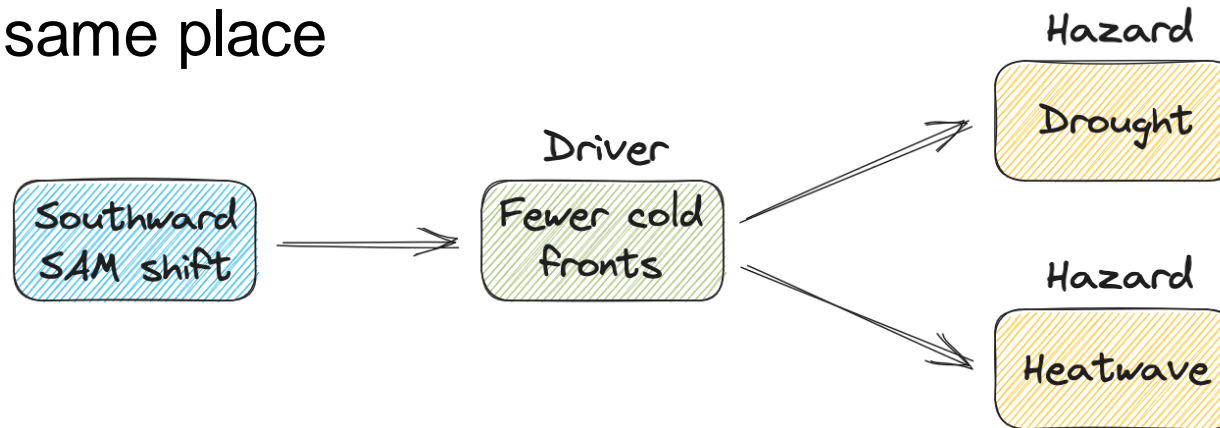 same place
Hazard
Drought
Driver
Southward
SAM shift
Fewer cold
fronts
Hazard
Heatwave